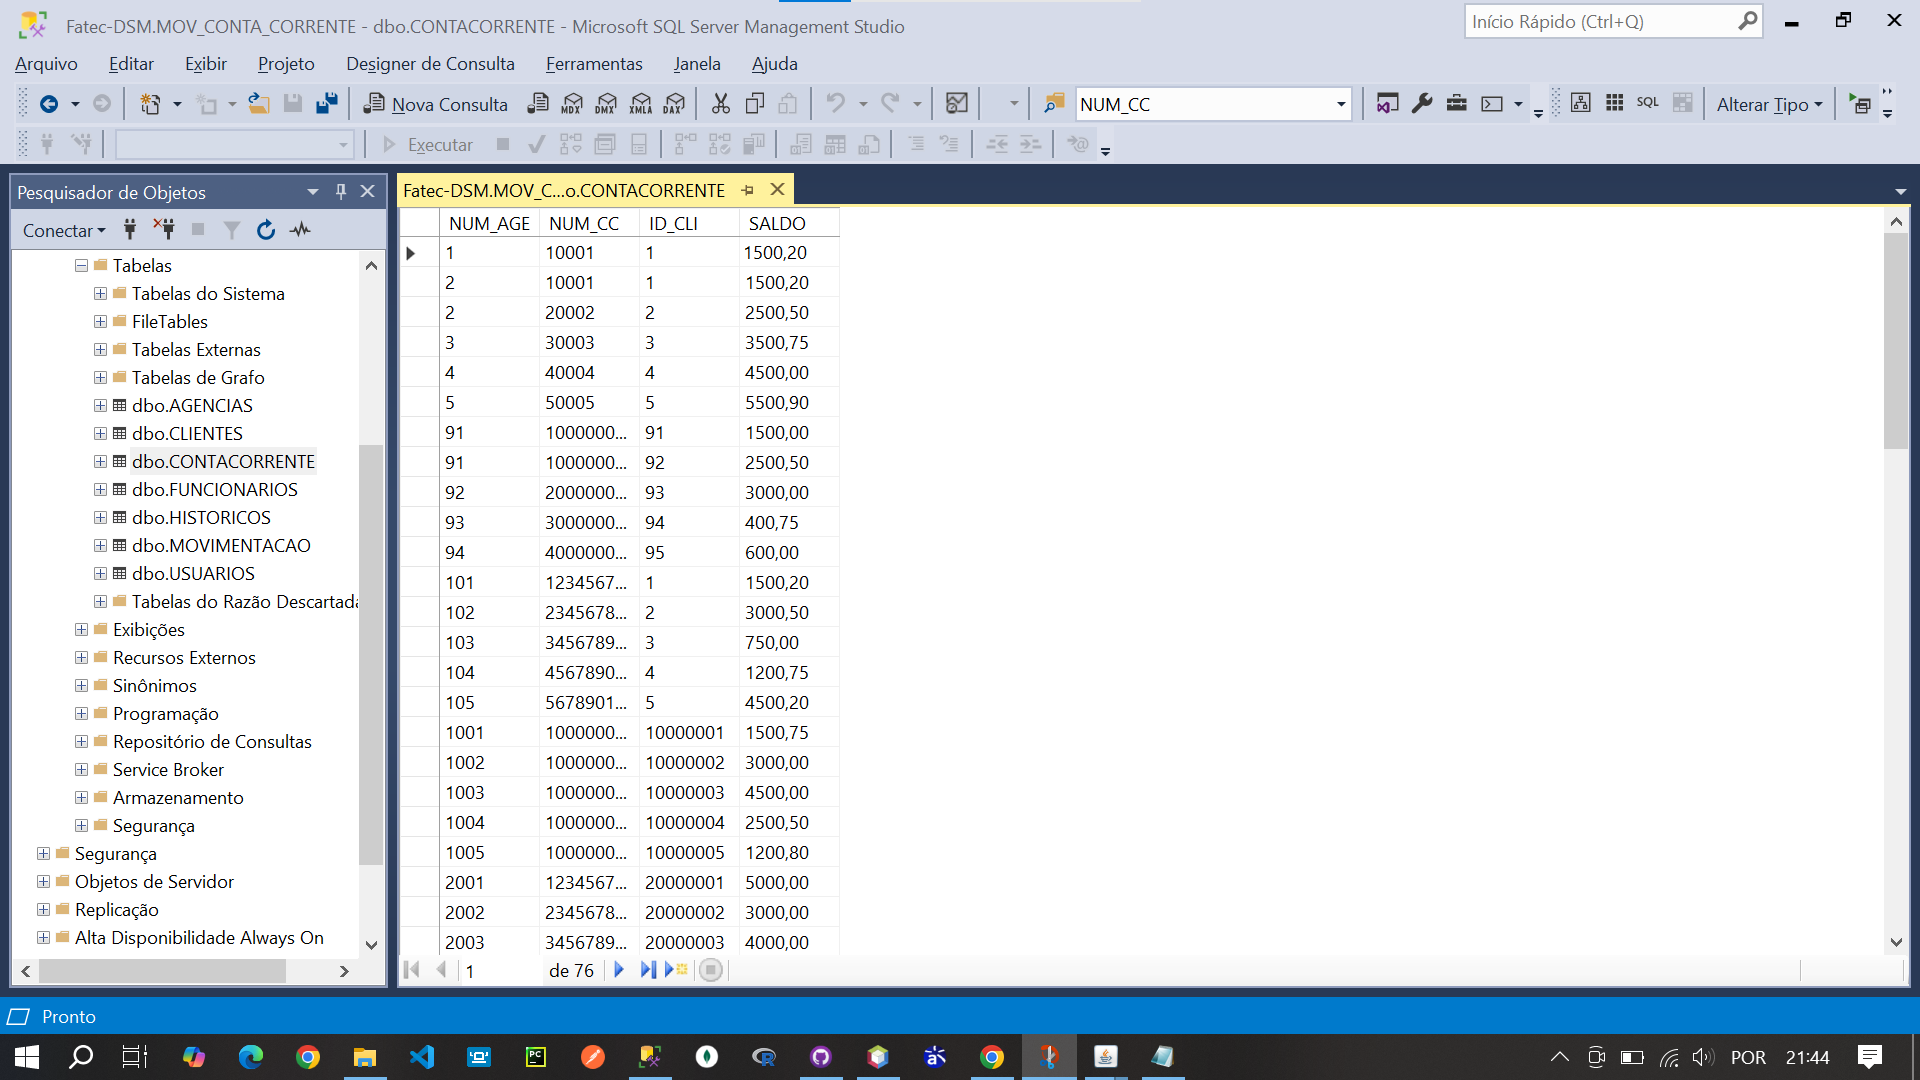 Fatec-DSM.MOV_CONTA_CORRENTE - dbo.CONTACORRENTE - Microsoft SQL Server Management Studio
Início Rápido (Ctrl+Q)
Arquivo Editar Exibir Projeto Designer de Consulta Ferramentas Janela Ajuda
Nova Consulta MDX DMX XMLA DAX NUM_CC SQL Alterar Tipo
Executar
Pesquisador de Objetos
Conectar
Tabelas
Tabelas do Sistema
FileTables
Tabelas Externas
Tabelas de Grafo
dbo.AGENCIAS
dbo.CLIENTES
dbo.CONTACORRENTE
dbo.FUNCIONARIOS
dbo.HISTORICOS
dbo.MOVIMENTACAO
dbo.USUARIOS
Tabelas do Razão Descartada
Exibições
Recursos Externos
Sinônimos
Programação
Repositório de Consultas
Service Broker
Armazenamento
Segurança
Segurança
Objetos de Servidor
Replicação
Alta Disponibilidade Always On
Fatec-DSM.MOV_C...o.CONTACORRENTE
NUM_AGE NUM_CC ID_CLI SALDO
1 10001 1 1500,20
2 10001 1 1500,20
2 20002 2 2500,50
3 30003 3 3500,75
4 40004 4 4500,00
5 50005 5 5500,90
91 1000000... 91 1500,00
91 1000000... 92 2500,50
92 2000000... 93 3000,00
93 3000000... 94 400,75
94 4000000... 95 600,00
101 1234567... 1 1500,20
102 2345678... 2 3000,50
103 3456789... 3 750,00
104 4567890... 4 1200,75
105 5678901... 5 4500,20
1001 1000000... 10000001 1500,75
1002 1000000... 10000002 3000,00
1003 1000000... 10000003 4500,00
1004 1000000... 10000004 2500,50
1005 1000000... 10000005 1200,80
2001 1234567... 20000001 5000,00
2002 2345678... 20000002 3000,00
2003 3456789... 20000003 4000,00
1 de 76
Pronto
PC R aks POR 21:44